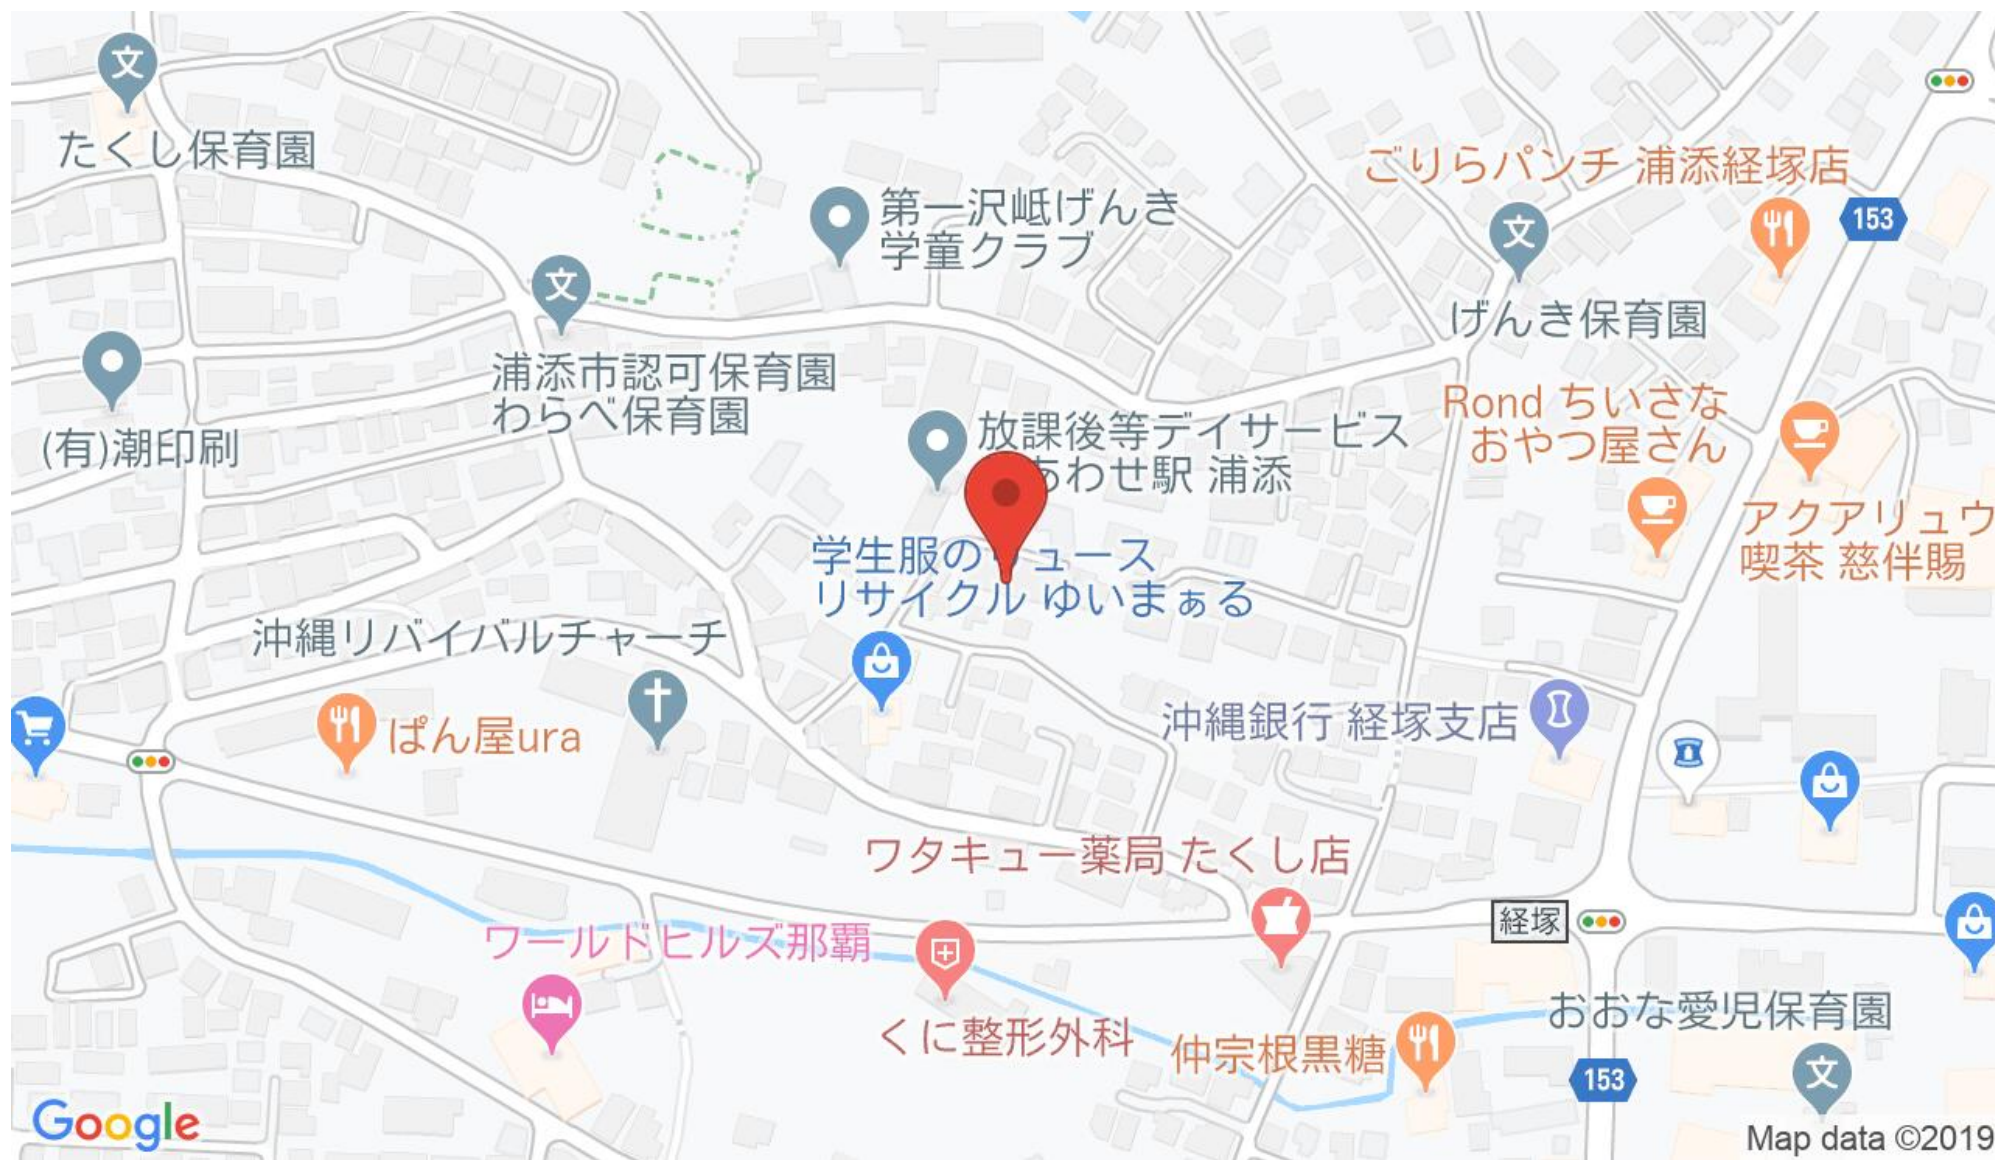 たくし保育園
ごりらパンチ 浦添経塚店
153
第一沢岻げんき
学童クラブ
げんき保育園
浦添市認可保育園
わらべ保育園
(有)潮印刷
Rond ちいさな
おやつ屋さん
放課後等デイサービス
あわせ駅 浦添
アクアリュウ
喫茶 慈伴賜
学生服のリュース
リサイクル ゆいまぁる
沖縄リバイバルチャーチ
ぱん屋ura
沖縄銀行 経塚支店
ワタキュー薬局 たくし店
経塚
ワールドヒルズ那覇
くに整形外科
仲宗根黒糖
おおな愛児保育園
153
Google
Map data ©2019